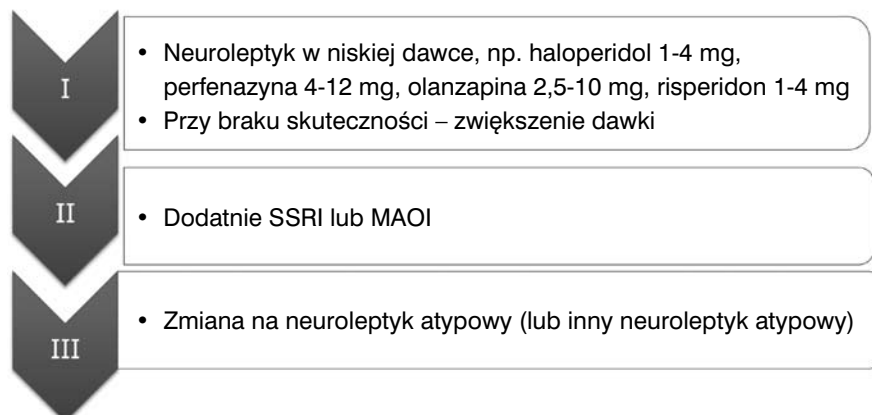 I
• Neuroleptyk w niskiej dawce, np. haloperidol 1-4 mg,
perfenazyna 4-12 mg, olanzapina 2,5-10 mg, risperidon 1-4 mg
• Przy braku skuteczności – zwiększenie dawki
II
• Dodatnie SSRI lub MAOI
III
• Zmiana na neuroleptyk atypowy (lub inny neuroleptyk atypowy)